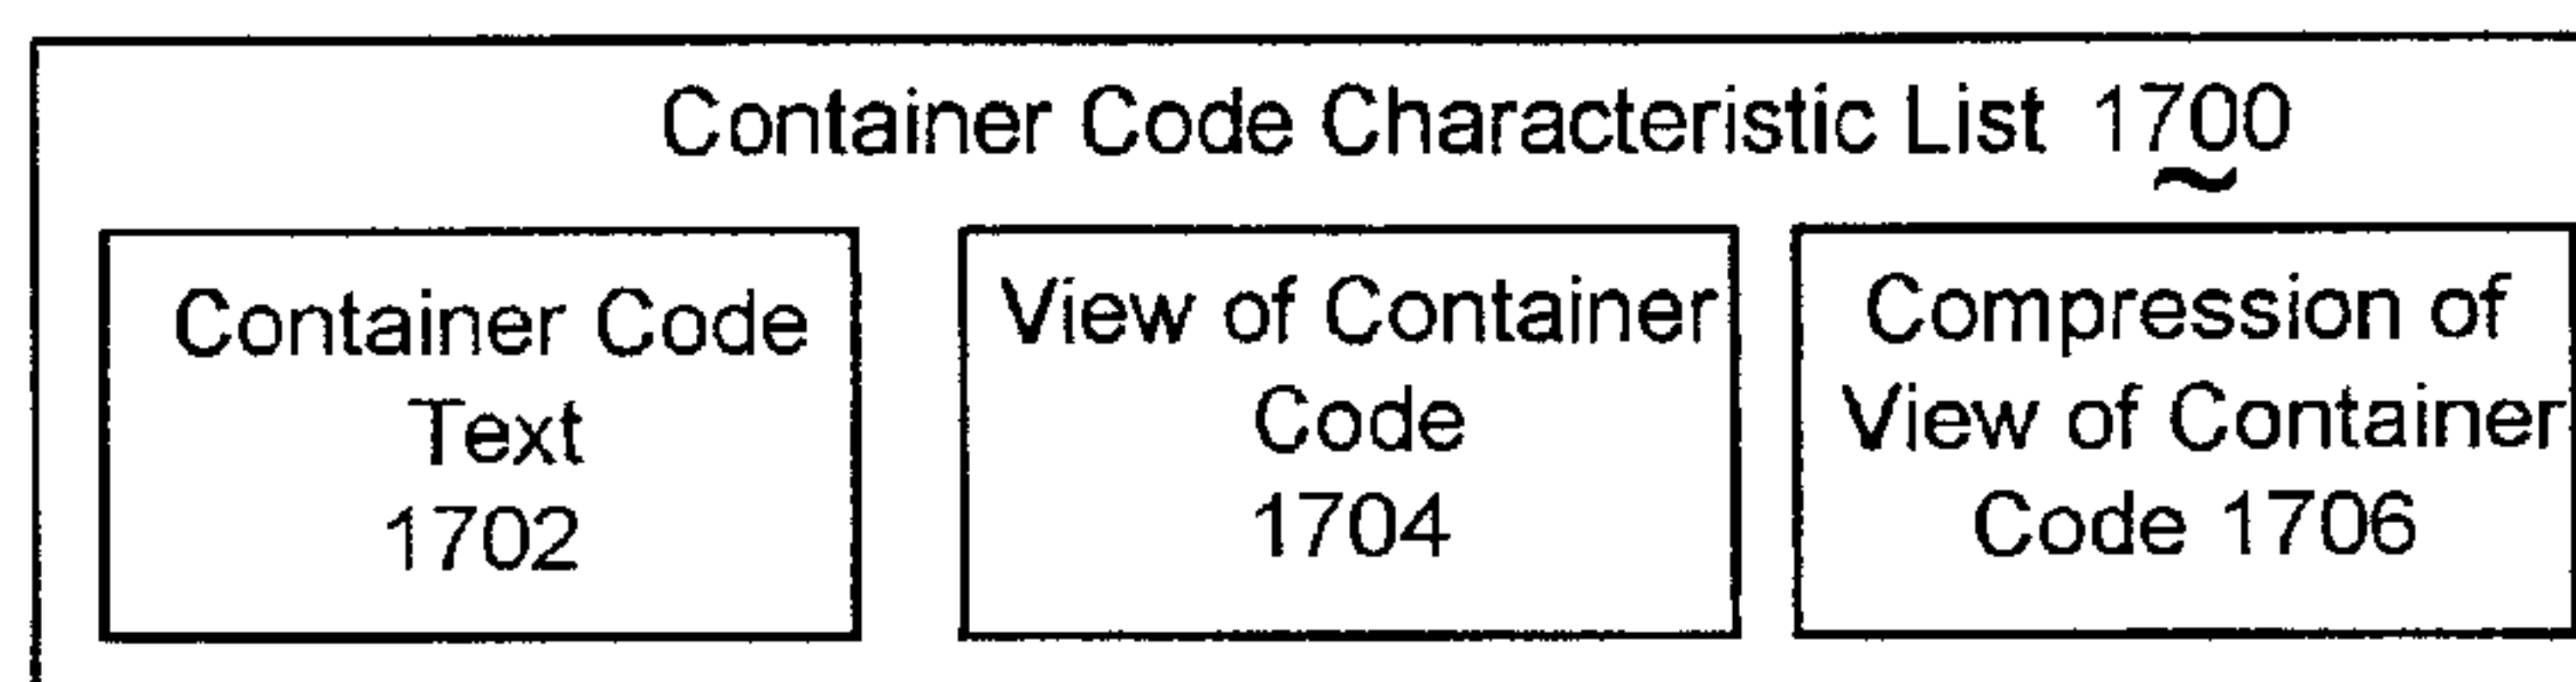 Container Code Characteristic List 1700
Container Code
Text
1702
View of Container
Code
1704
Compression of
View of Container
Code 1706